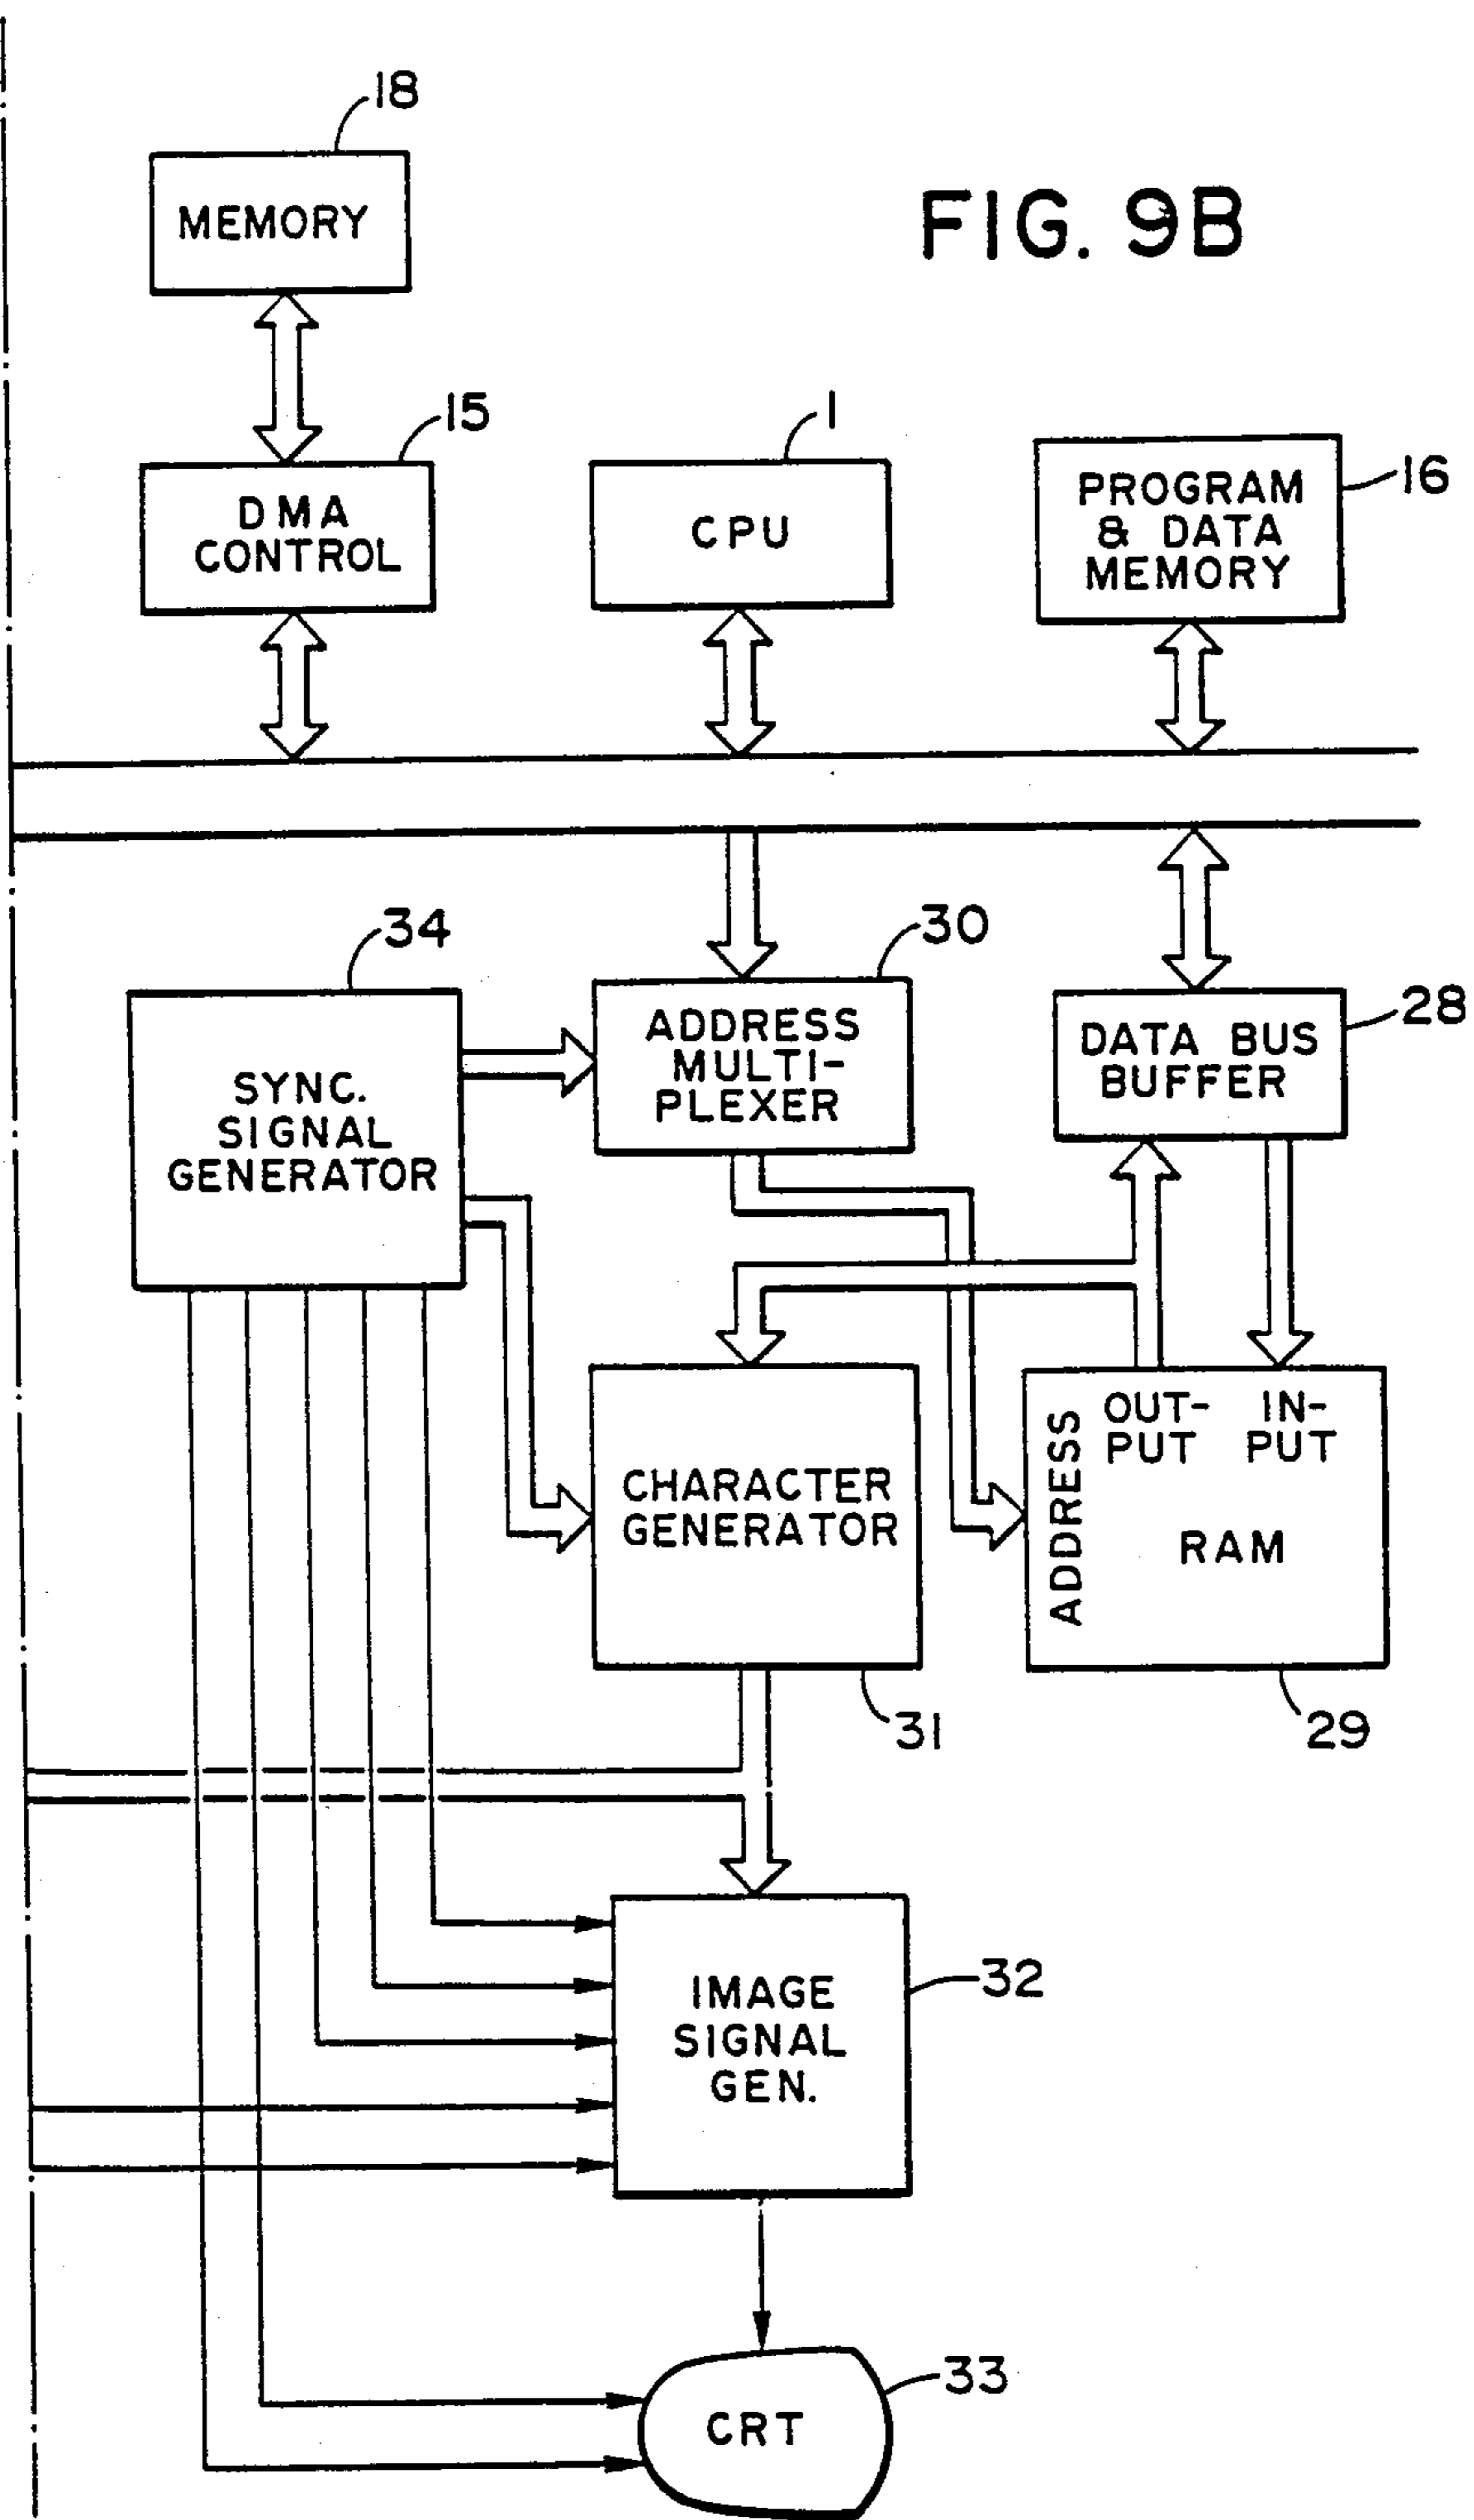 18
MEMORY
FIG. 9B
15
DMA
CONTROL
1
CPU
16
PROGRAM
& DATA
MEMORY
34
SYNC.
SIGNAL
GENERATOR
30
ADDRESS
MULTI-
PLEXER
28
DATA BUS
BUFFER
CHARACTER
GENERATOR
31
ADDRESS
OUT-
PUT
IN-
PUT
RAM
29
IMAGE
SIGNAL
GEN.
32
CRT
33